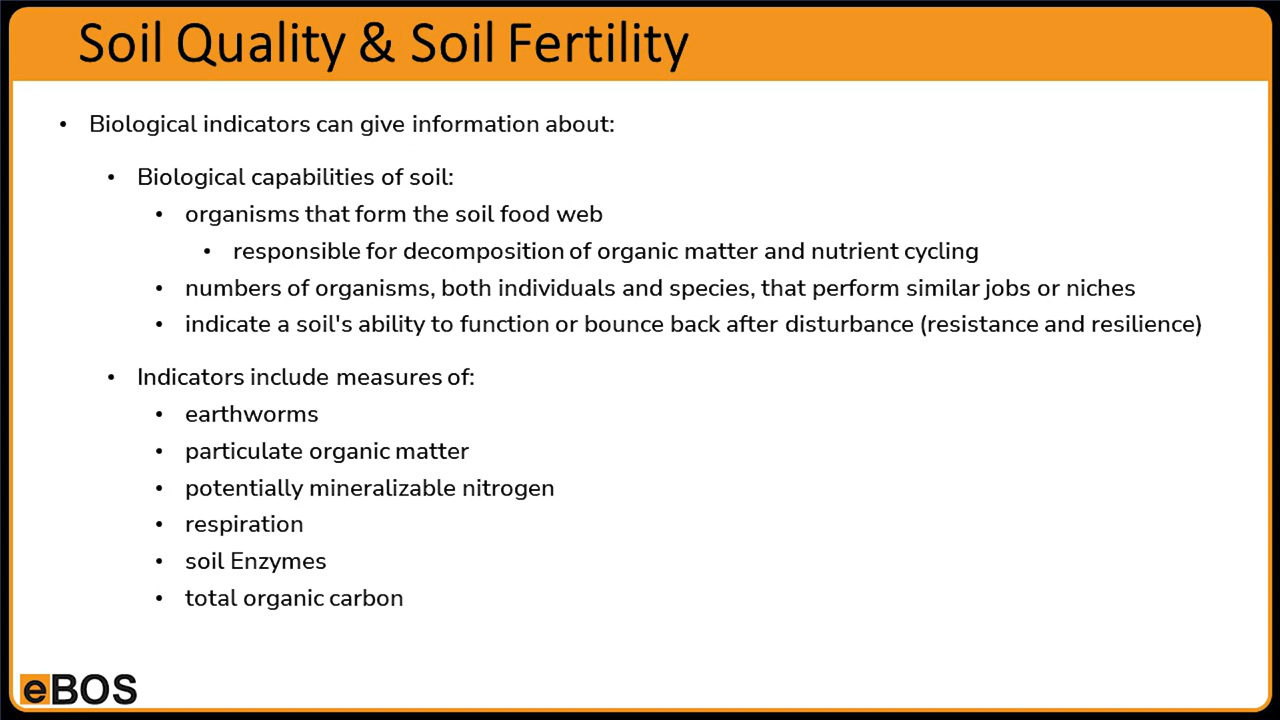 Soil Quality & Soil Fertility
• Biological indicators can give information about:
• Biological capabilities of soil:
• organisms that form the soil food web
• responsible for decomposition of organic matter and nutrient cycling
• numbers of organisms, both individuals and species, that perform similar jobs or niches
• indicate a soil's ability to function or bounce back after disturbance (resistance and resilience)
• Indicators include measures of:
• earthworms
• particulate organic matter
• potentially mineralizable nitrogen
• respiration
• soil Enzymes
• total organic carbon
eBOS